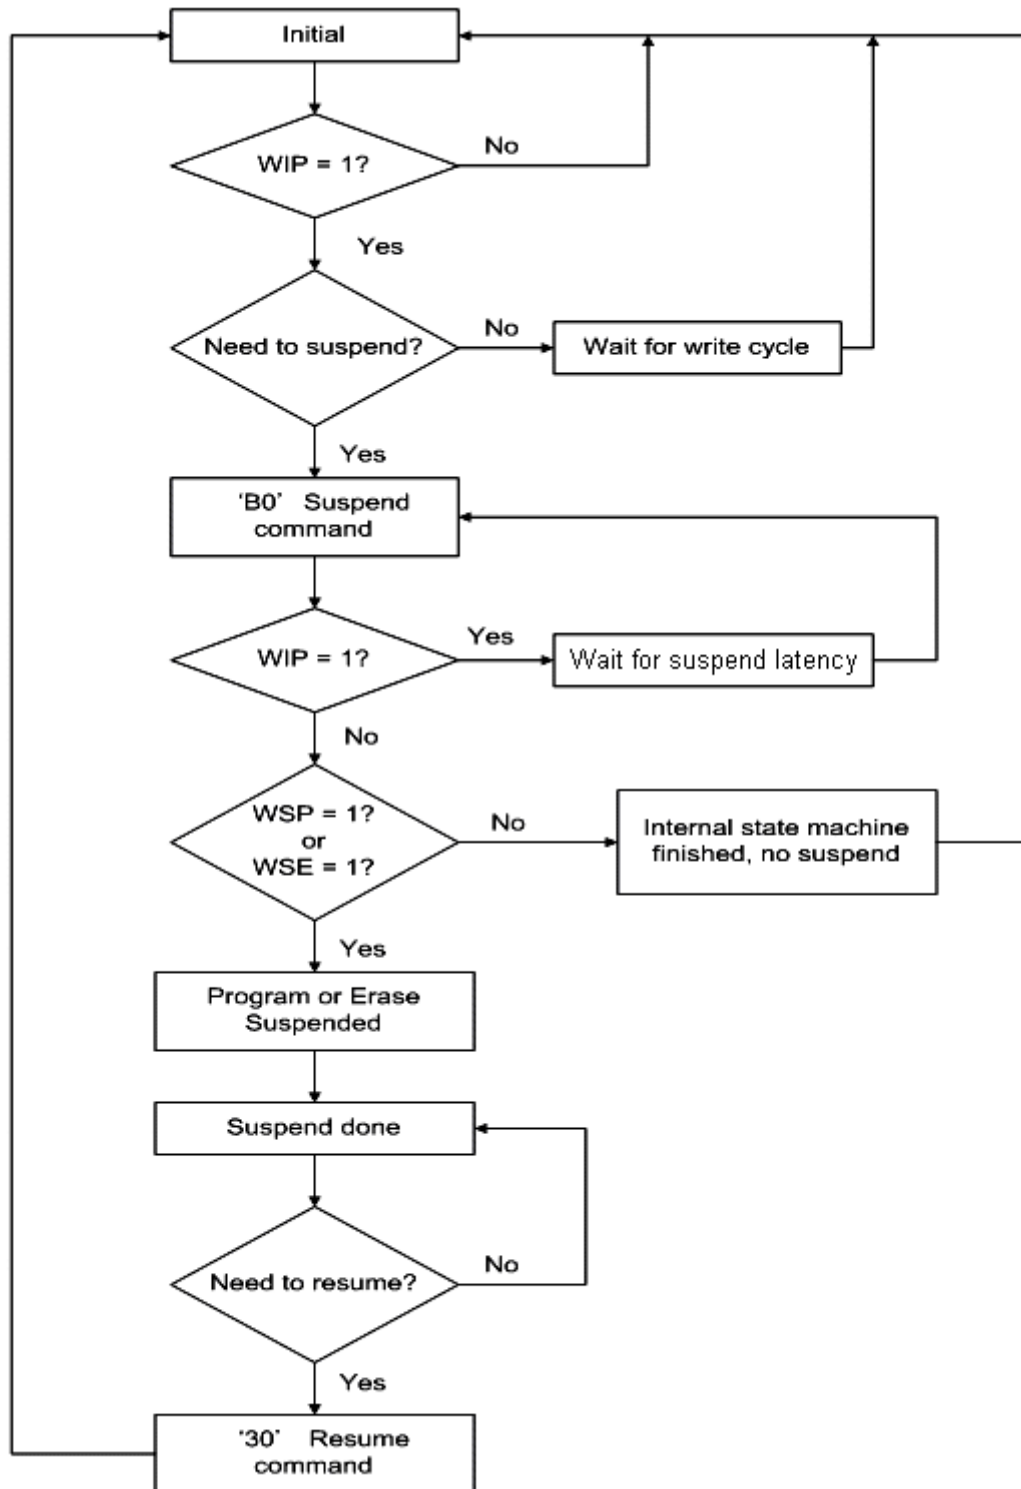 Initial
WIP = 1?
No
Yes
Need to suspend?
No
Wait for write cycle
Yes
‘B0’ Suspend
command
WIP = 1?
Yes
Wait for suspend latency
No
WSP = 1?
or
WSE = 1?
No
Internal state machine
finished, no suspend
Yes
Program or Erase
Suspended
Suspend done
Need to resume?
No
Yes
‘30’ Resume
command